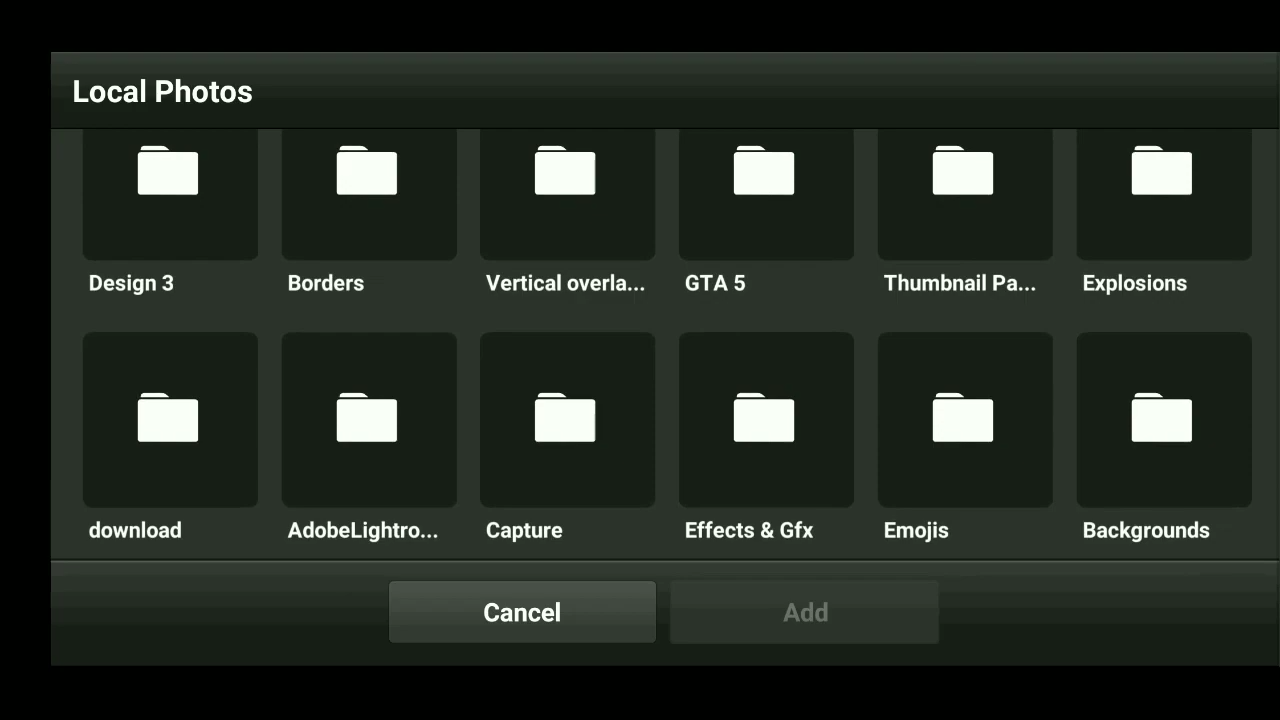 Local Photos
Design 3
Borders
Vertical overla...
GTA 5
Thumbnail Pa...
Explosions
download
AdobeLightro...
Capture
Effects & Gfx
Emojis
Backgrounds
Cancel
Add